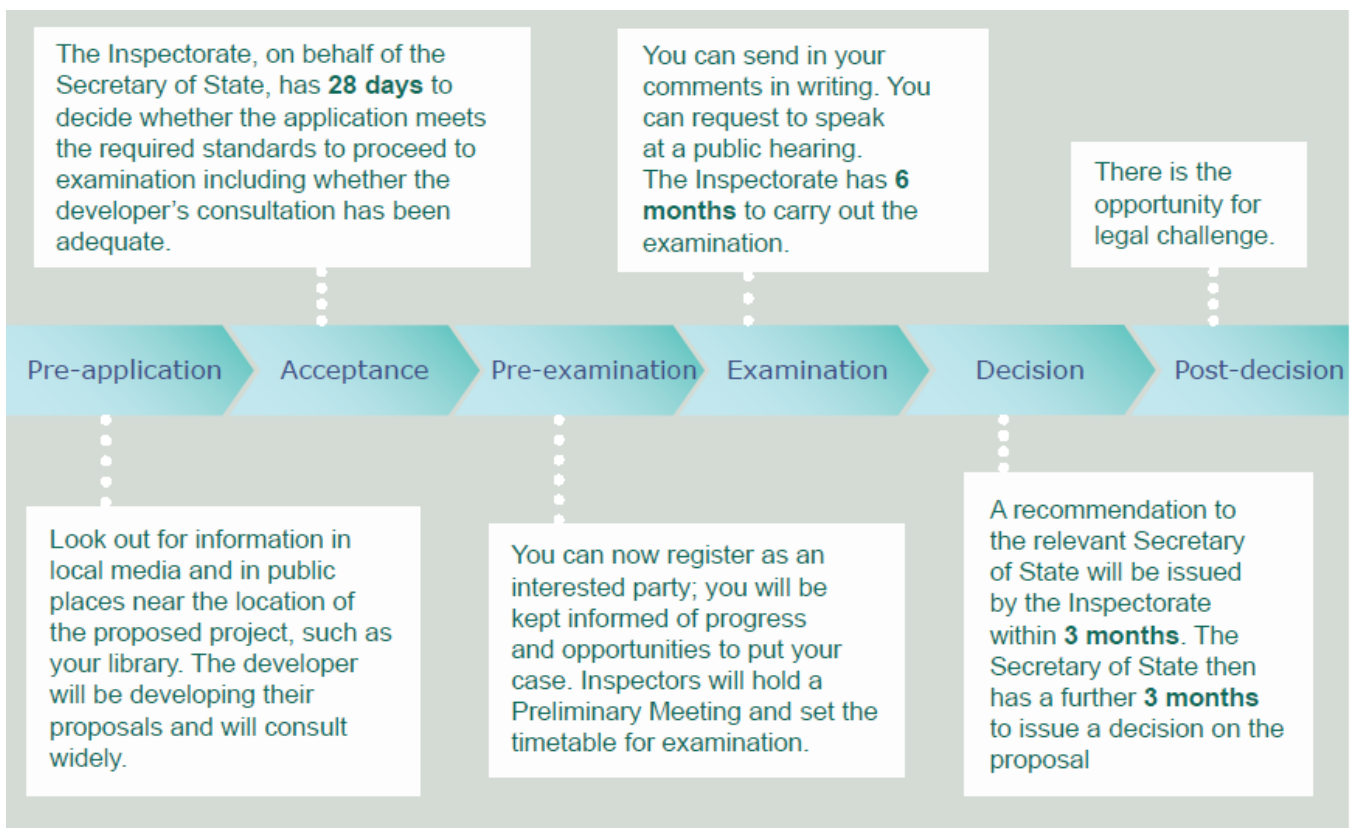 The Inspectorate, on behalf of the
Secretary of State, has 28 days to
decide whether the application meets
the required standards to proceed to
examination including whether the
developer's consultation has been
adequate.
You can send in your
comments in writing. You
can request to speak
at a public hearing.
The Inspectorate has 6
months to carry out the
examination.
There is the
opportunity for
legal challenge.
Pre-application
Acceptance
Pre-examination
Examination
Decision
Post-decision
Look out for information in
local media and in public
places near the location of
the proposed project, such as
your library. The developer
will be developing their
proposals and will consult
widely.
You can now register as an
interested party; you will be
kept informed of progress
and opportunities to put your
case. Inspectors will hold a
Preliminary Meeting and set the
timetable for examination.
A recommendation to
the relevant Secretary
of State will be issued
by the Inspectorate
within 3 months. The
Secretary of State then
has a further 3 months
to issue a decision on the
proposal